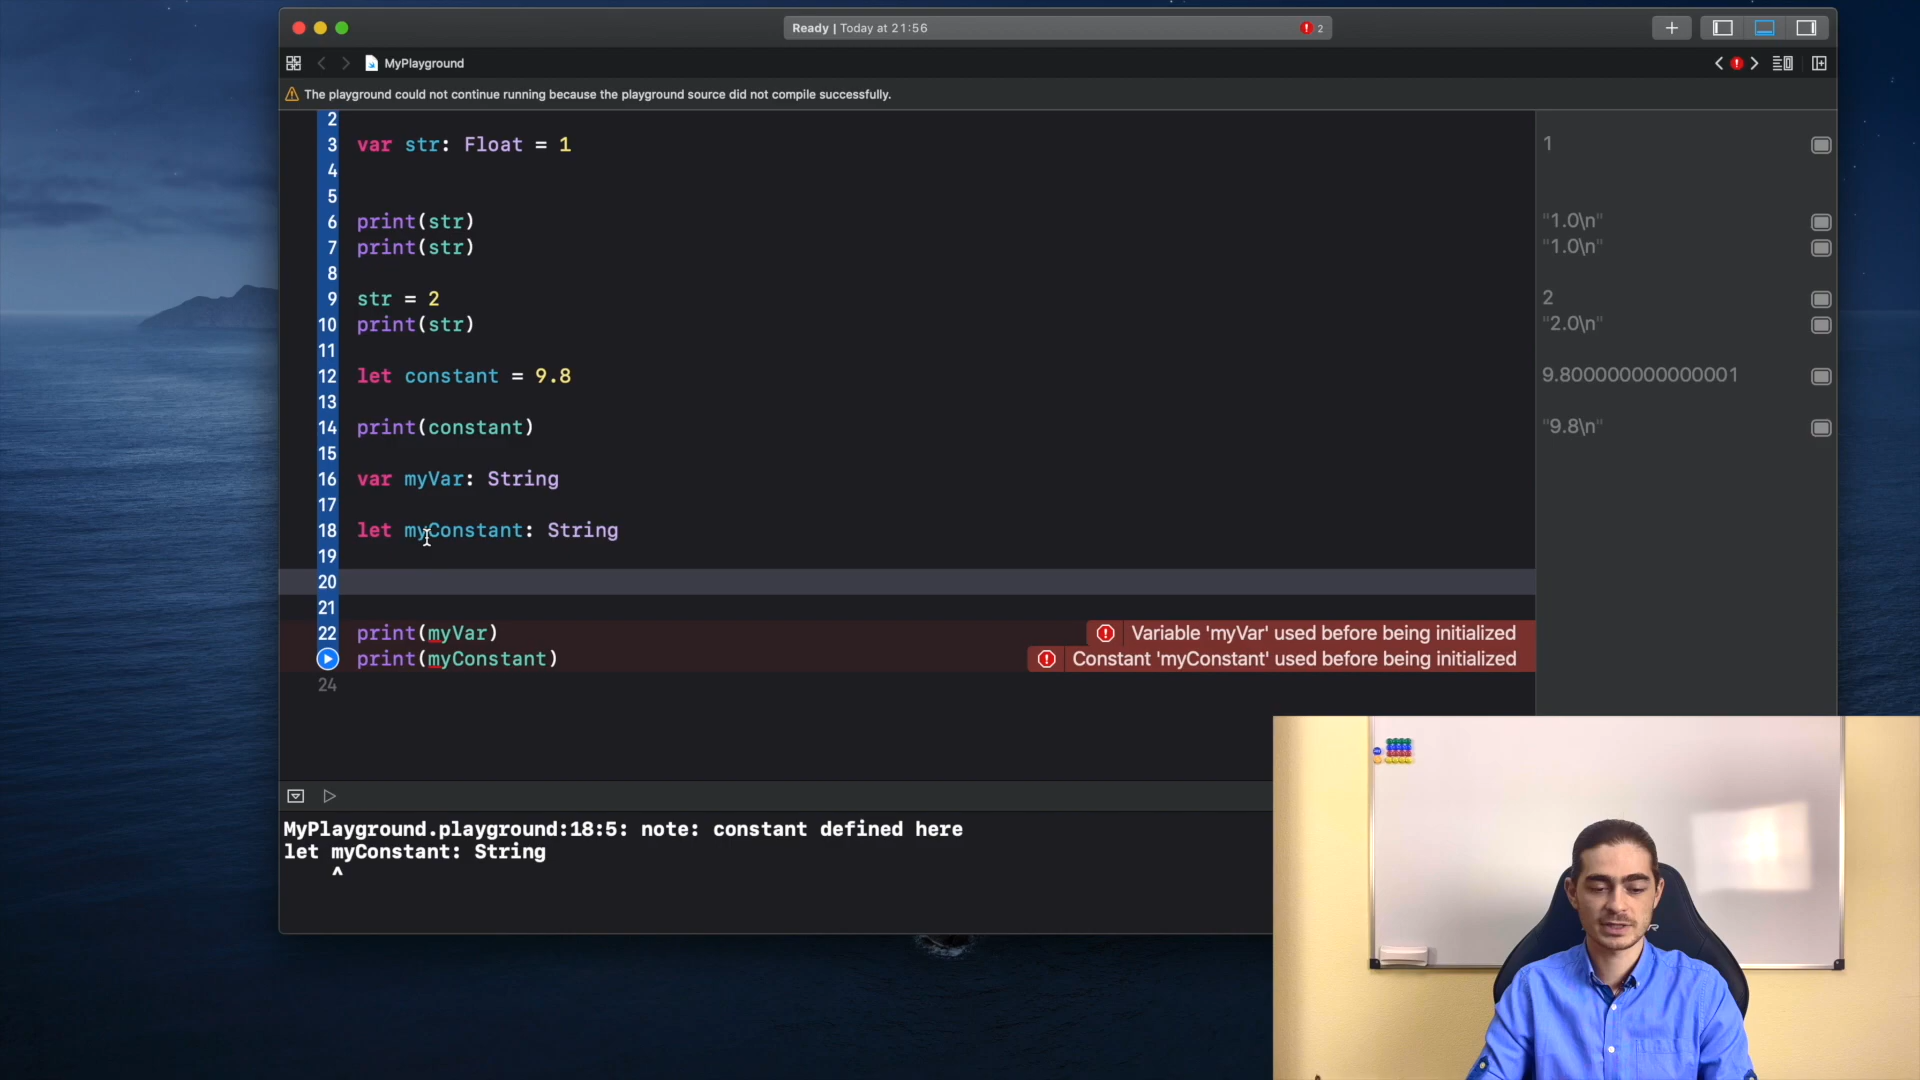 Ready | Today at 21:56
2
MyPlayground
The playground could not continue running because the playground source did not compile successfully.
2
3 var str: Float = 1
1
4
5
6 print(str)
"1.0\n"
7 print(str)
"1.0\n"
8
9 str = 2
2
10 print(str)
"2.0\n"
11
12 let constant = 9.8
9.800000000000001
13
14 print(constant)
"9.8\n"
15
16 var myVar: String
17
18 let myConstant: String
19
20
21
22 print(myVar)
Variable 'myVar' used before being initialized
print(myConstant)
Constant 'myConstant' used before being initialized
24
MyPlayground.playground:18:5: note: constant defined here
let myConstant: String
^